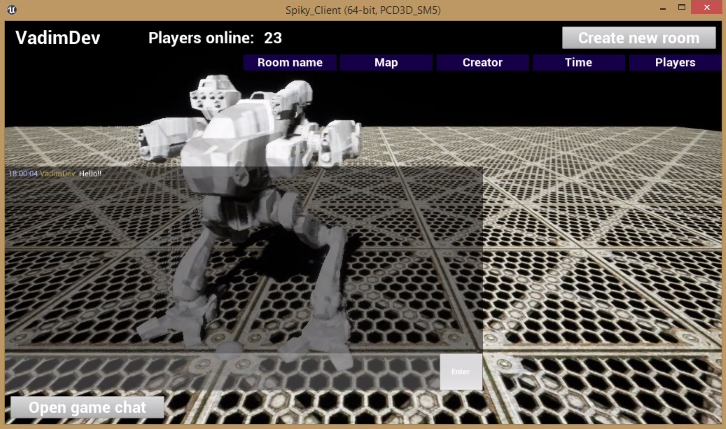 Spiky_Client (64-bit, PCD3D_SM5)
VadimDev Players online: 23 Create new room
Room name Map Creator Time Players
18:00:04 VadimDev Hello!!
Enter
Open game chat